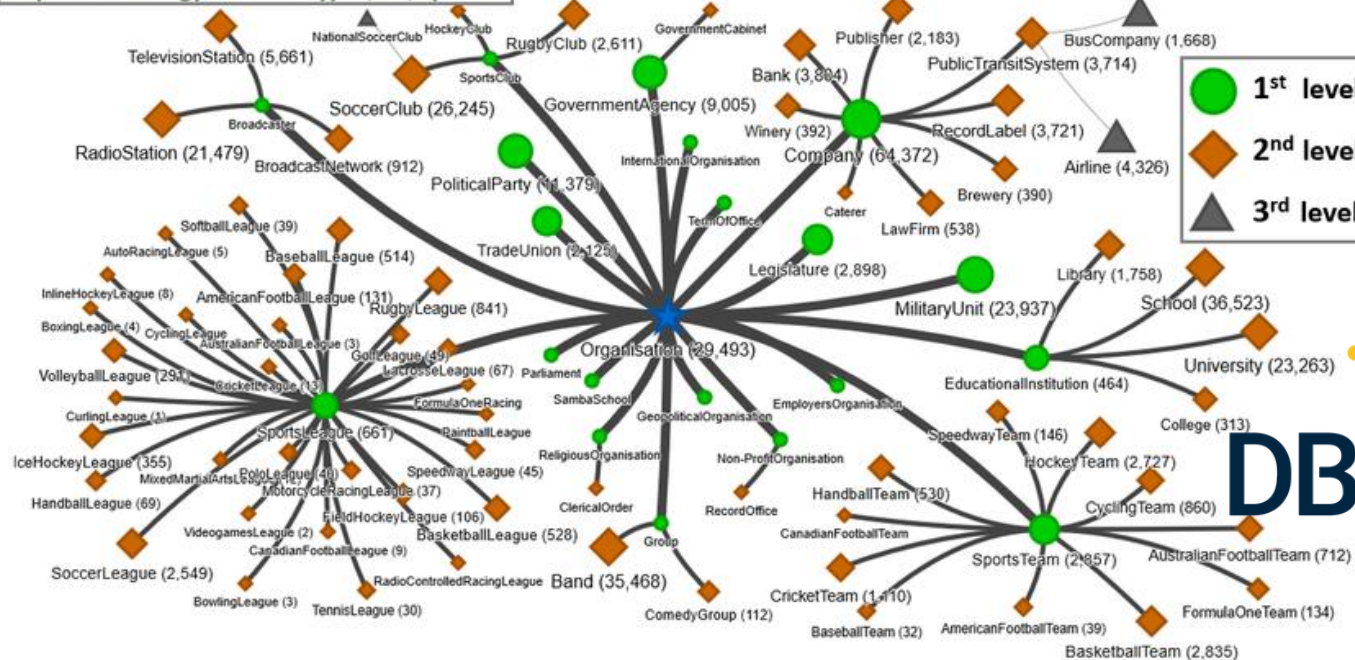 NationalSoccerClub
HockeyClub
RugbyClub (2,611)
GovernmentCabinet
Publisher (2,183)
BusCompany (1,668)
TelevisionStation (5,661)
SportsClub
Bank (3,804)
PublicTransitSystem (3,714)
SoccerClub (26,245)
GovernmentAgency (9,005)
1st level
Broadcaster
Winery (392)
RecordLabel (3,721)
RadioStation (21,479)
BroadcastNetwork (912)
InternationalOrganisation
Company (64,372)
Airline (4,326)
2nd level
PoliticalParty (11,379)
Brewery (390)
Caterer
LawFirm (538)
3rd level
SoftballLeague (39)
TermOfOffice
AutoRacingLeague (5)
BaseballLeague (514)
TradeUnion (2,125)
Legislature (2,898)
Library (1,758)
InlineHockeyLeague (8)
AmericanFootballLeague (131)
RugbyLeague (841)
MilitaryUnit (23,937)
School (36,523)
BoxingLeague (4)
CyclingLeague
AustralianFootballLeague (3)
GolfLeague (49)
Organisation (29,493)
VolleyballLeague (291)
CricketLeague (13)
LacrosseLeague (67)
Parliament
University (23,263)
EducationalInstitution (464)
FormulaOneRacing
SambaSchool
GeopoliticalOrganisation
EmployersOrganisation
CurlingLeague (1)
SportsLeague (661)
PaintballLeague
College (313)
IceHockeyLeague (355)
ReligiousOrganisation
Non-ProfitOrganisation
SpeedwayTeam (146)
HockeyTeam (2,727)
DB
MixedMartialArtsLeague
PoloLeague
SpeedwayLeague (45)
HandballLeague (69)
MotorcycleRacingLeague (37)
HandballTeam (530)
CyclingTeam (860)
ClericalOrder
RecordOffice
VideogamesLeague (2)
FieldHockeyLeague (106)
BasketballLeague (528)
CanadianFootballTeam
CanadianFootballLeague (9)
Group
SportsTeam (2,857)
AustralianFootballTeam (712)
SoccerLeague (2,549)
RadioControlledRacingLeague
Band (35,468)
CricketTeam (1,110)
BowlingLeague (3)
TennisLeague (30)
ComedyGroup (112)
BaseballTeam (32)
AmericanFootballTeam (39)
FormulaOneTeam (134)
BasketballTeam (2,835)